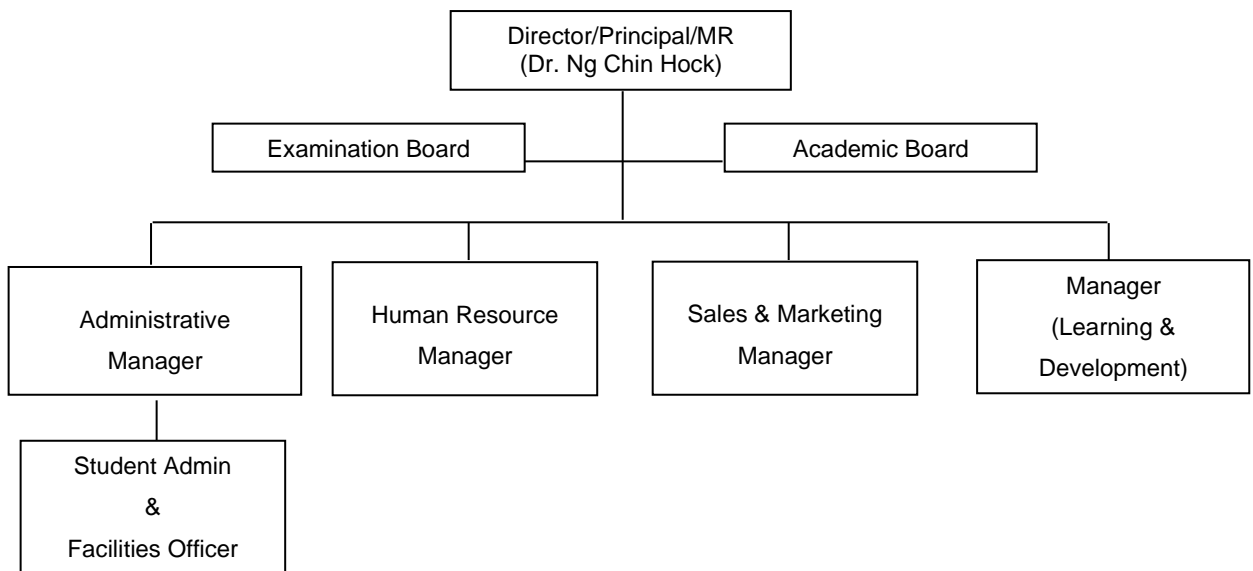 Director/Principal/MR
(Dr. Ng Chin Hock)
Examination Board
Academic Board
Administrative
Manager
Human Resource
Manager
Sales & Marketing
Manager
Manager
(Learning &
Development)
Student Admin
&
Facilities Officer